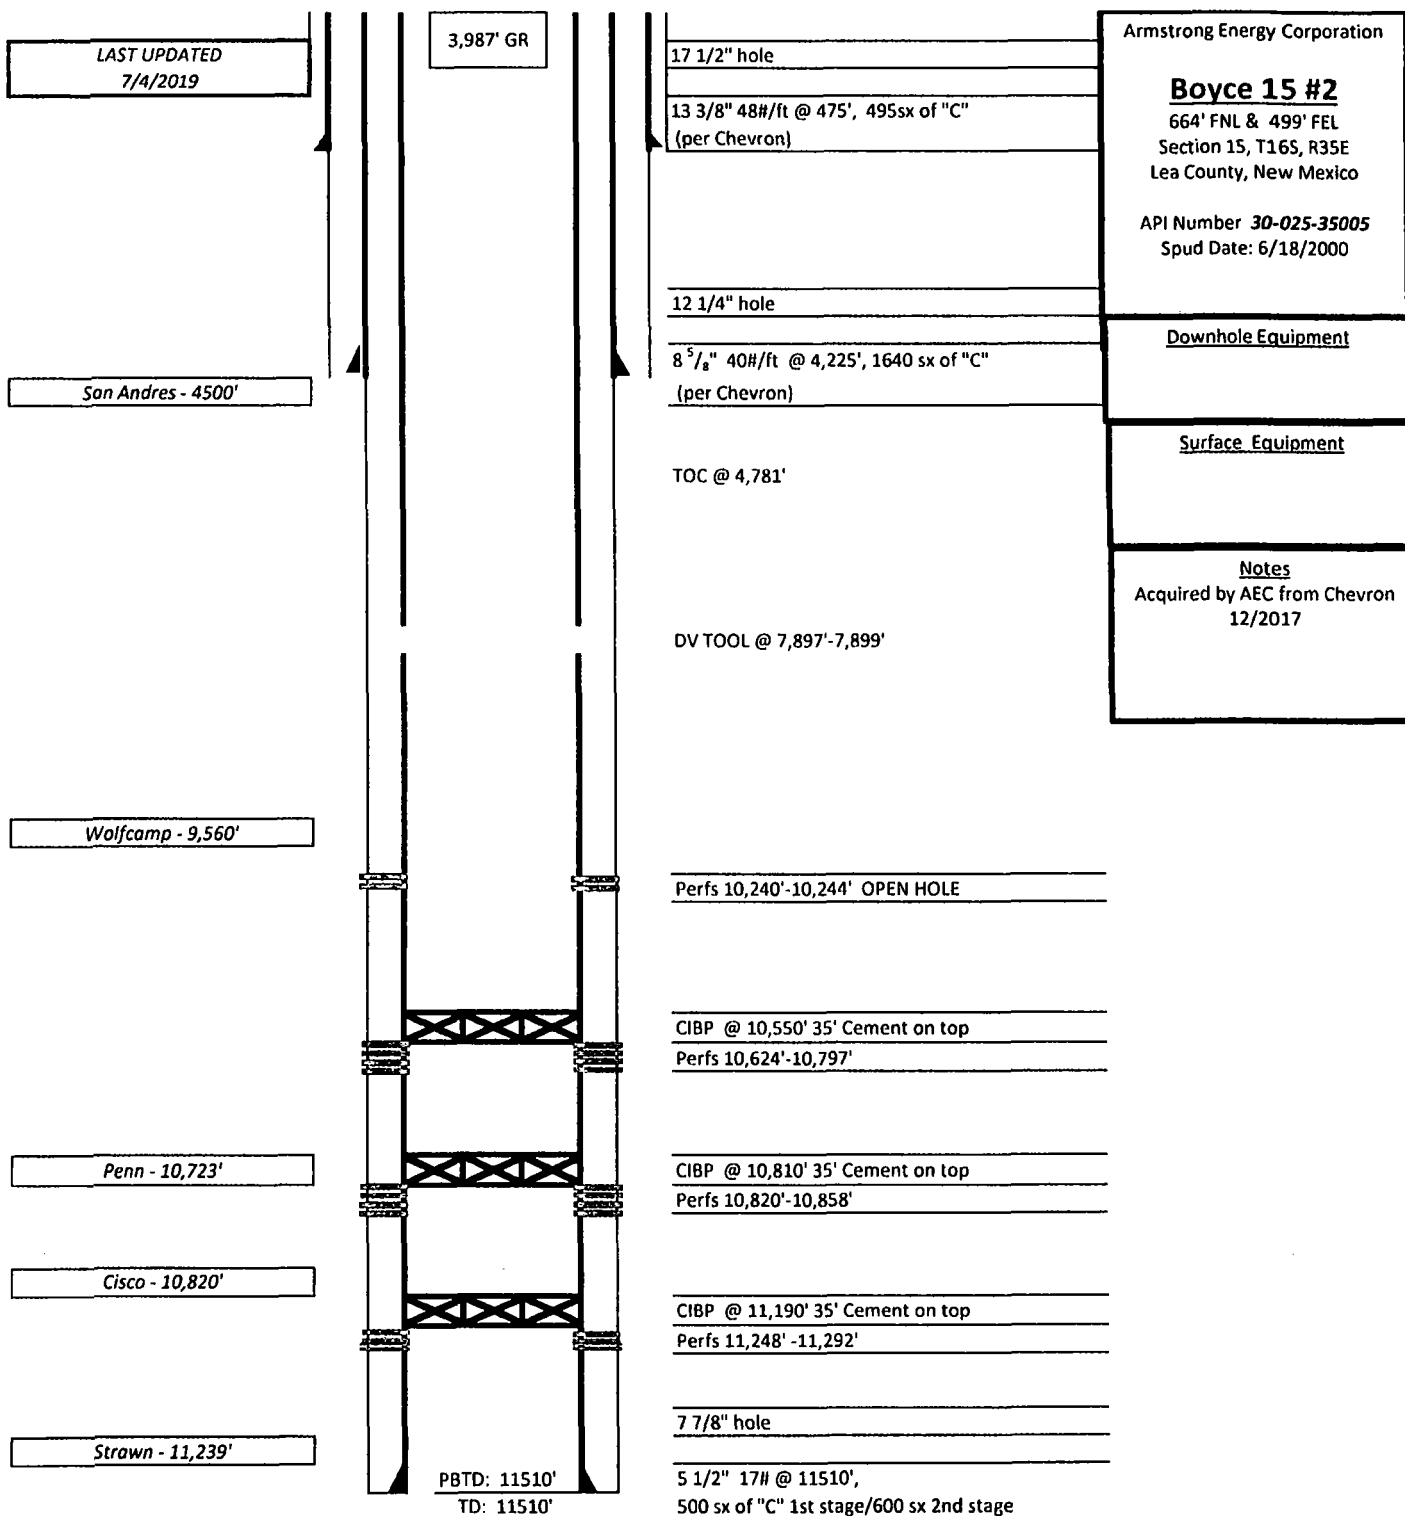 LAST UPDATED
7/4/2019
3,987' GR
17 1/2" hole
13 3/8" 48#/ft @ 475', 495sx of "C"
(per Chevron)
Armstrong Energy Corporation
Boyce 15 #2
664' FNL & 499' FEL
Section 15, T16S, R35E
Lea County, New Mexico
API Number 30-025-35005
Spud Date: 6/18/2000
12 1/4" hole
8 5/8" 40#/ft @ 4,225', 1640 sx of "C"
(per Chevron)
Downhole Equipment
San Andres - 4500'
Surface Equipment
TOC @ 4,781'
Notes
Acquired by AEC from Chevron
12/2017
DV TOOL @ 7,897'-7,899'
Wolfcamp - 9,560'
Perfs 10,240'-10,244' OPEN HOLE
CIBP @ 10,550' 35' Cement on top
Perfs 10,624'-10,797'
Penn - 10,723'
CIBP @ 10,810' 35' Cement on top
Perfs 10,820'-10,858'
Cisco - 10,820'
CIBP @ 11,190' 35' Cement on top
Perfs 11,248' -11,292'
7 7/8" hole
Strawn - 11,239'
PBTD: 11510'
TD: 11510'
5 1/2" 17# @ 11510',
500 sx of "C" 1st stage/600 sx 2nd stage